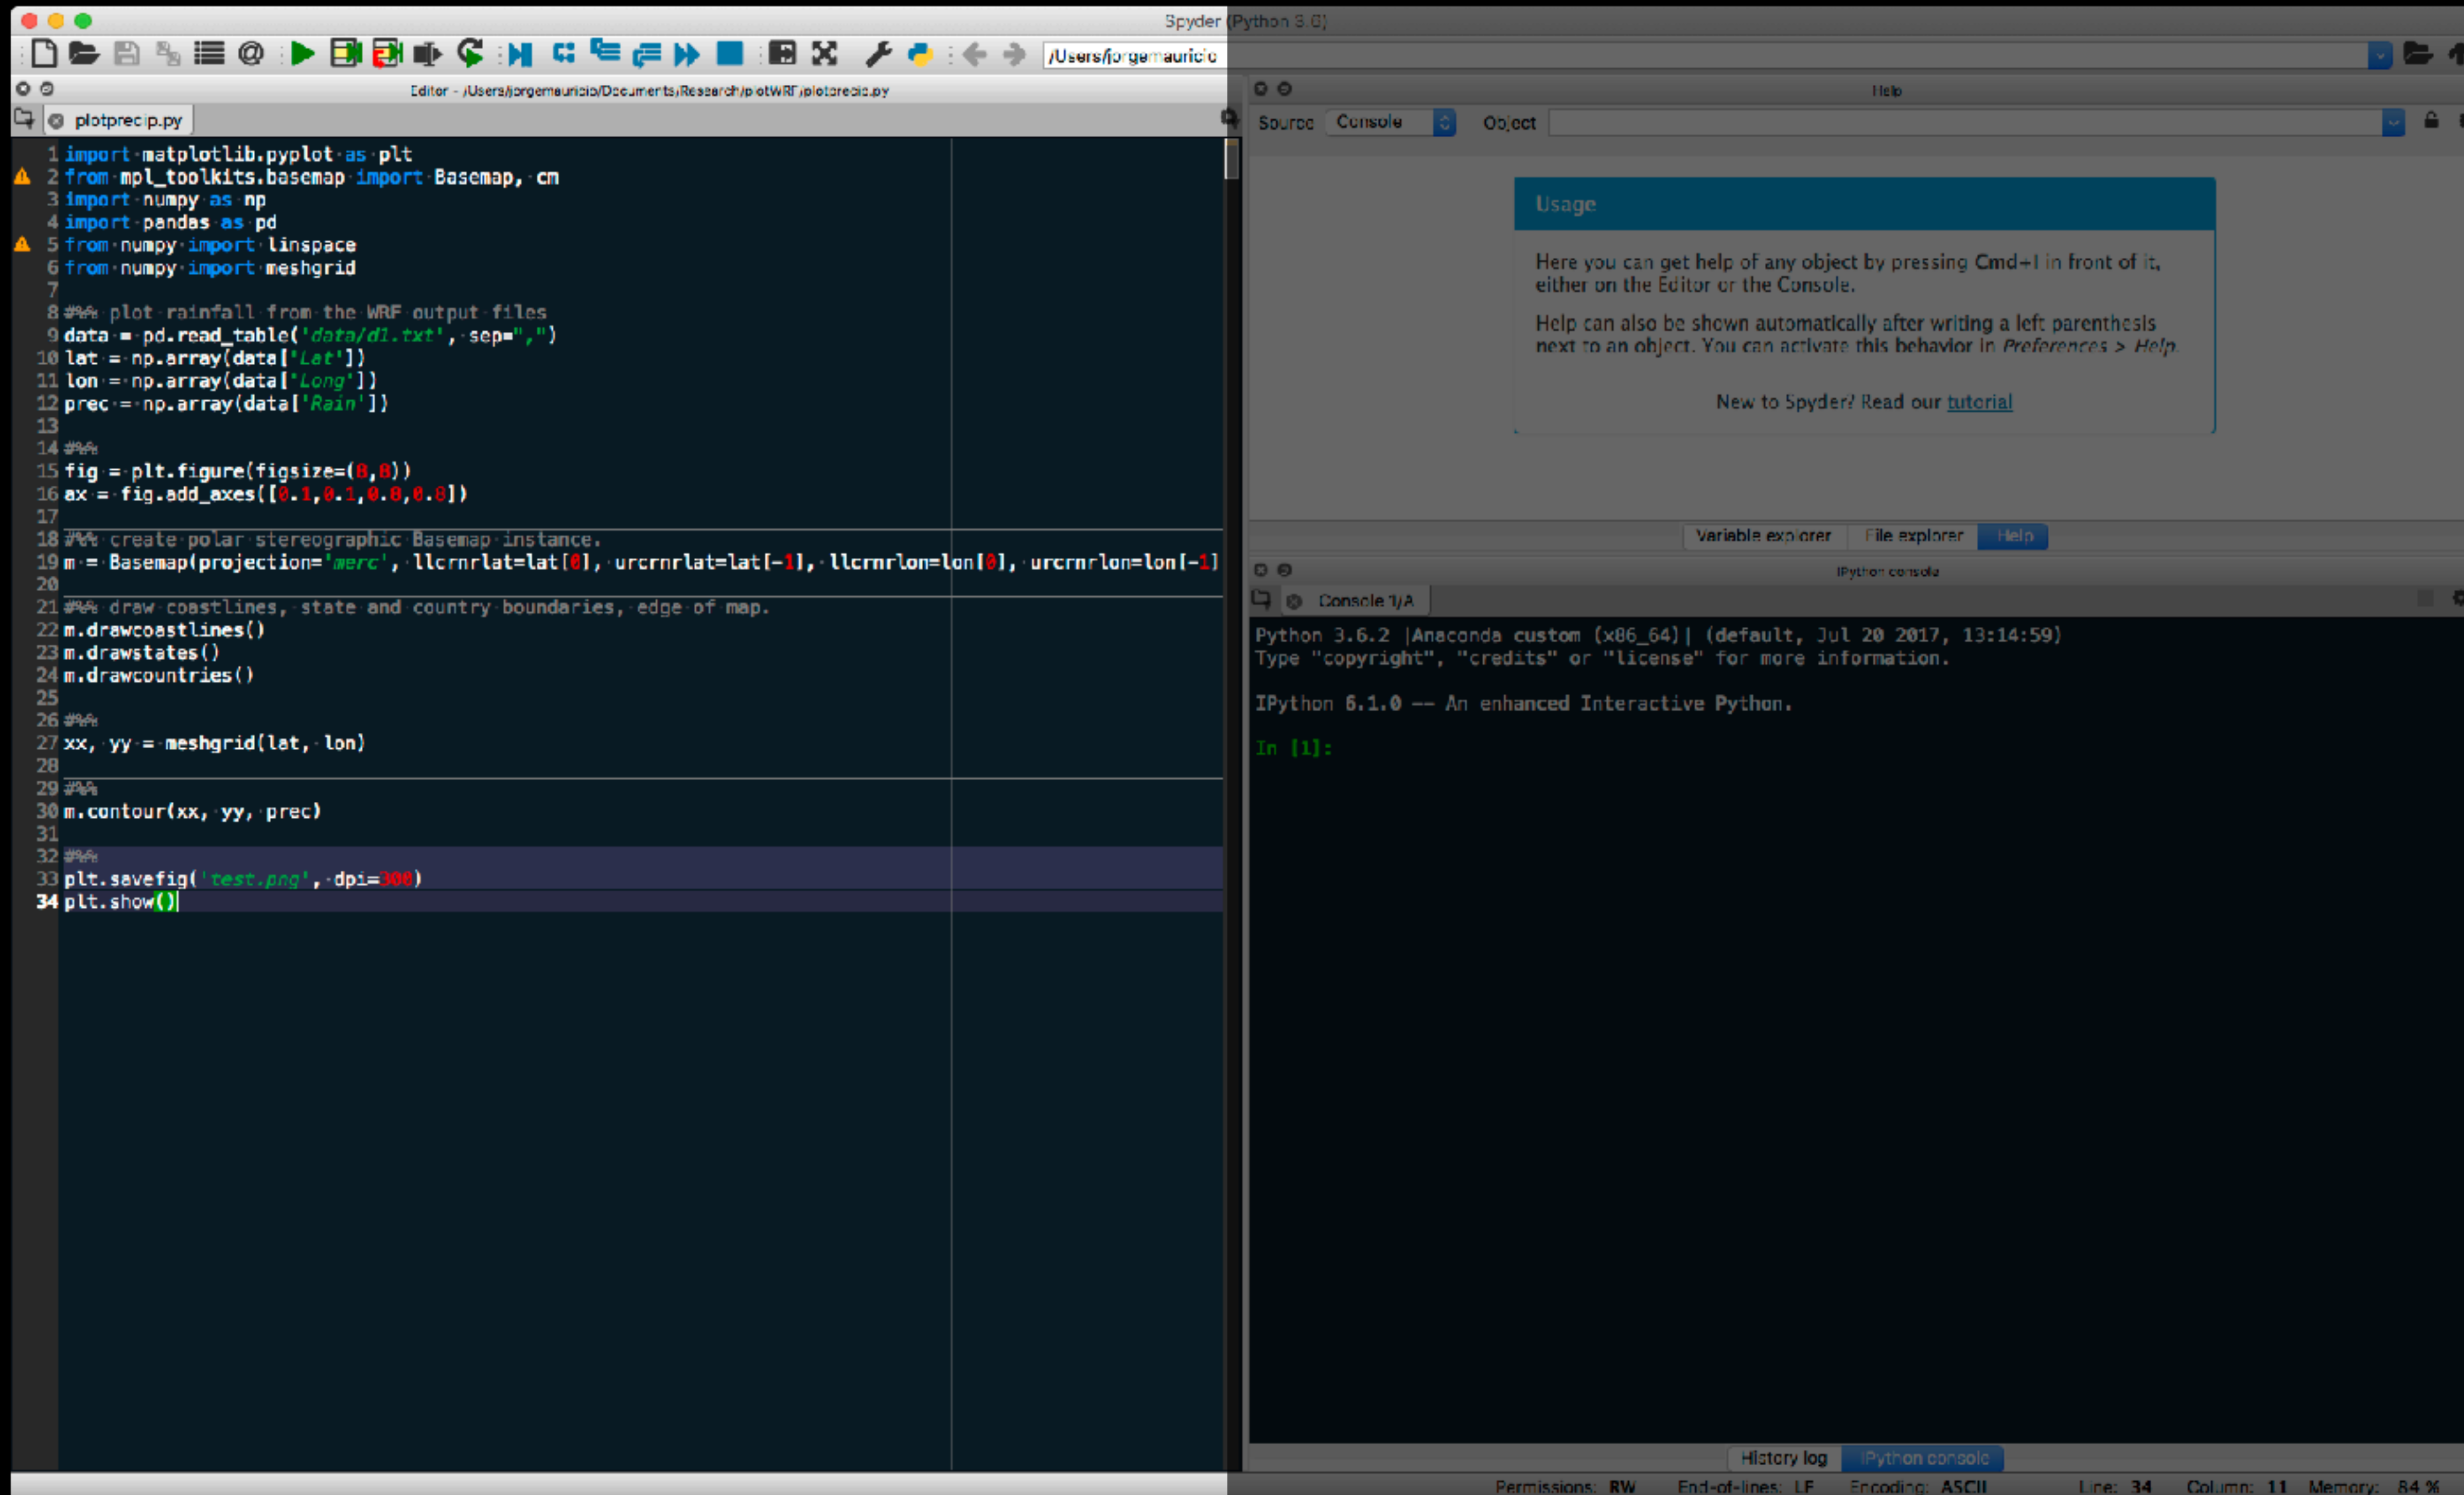 Spyder (Python 3.6)
/Users/jorgemauricio
Editor - /Users/jorgemauricio/Documents/Research/plotWRF/plotprecip.py
plotprecip.py
1 import matplotlib.pyplot as plt
2 from mpl_toolkits.basemap import Basemap, cm
3 import numpy as np
4 import pandas as pd
5 from numpy import linspace
6 from numpy import meshgrid
7
8 #%% plot rainfall from the WRF output files
9 data = pd.read_table('data/d1.txt', sep=",")
10 lat = np.array(data['Lat'])
11 lon = np.array(data['Long'])
12 prec = np.array(data['Rain'])
13
14 #%%
15 fig = plt.figure(figsize=(8,8))
16 ax = fig.add_axes([0.1,0.1,0.8,0.8])
17
18 #%% create polar stereographic Basemap instance.
19 m = Basemap(projection='merc', llcrnrlat=lat[0], urcrnrlat=lat[-1], llcrnrlon=lon[0], urcrnrlon=lon[-1]
20
21 #%% draw coastlines, state and country boundaries, edge of map.
22 m.drawcoastlines()
23 m.drawstates()
24 m.drawcountries()
25
26 #%%
27 xx, yy = meshgrid(lat, lon)
28
29 #%%
30 m.contour(xx, yy, prec)
31
32 #%%
33 plt.savefig('test.png', dpi=300)
34 plt.show()
Help
Source Console Object
Usage
Here you can get help of any object by pressing Cmd+I in front of it,
either on the Editor or the Console.
Help can also be shown automatically after writing a left parenthesis
next to an object. You can activate this behavior in Preferences > Help.
New to Spyder? Read our tutorial
Variable explorer File explorer Help
IPython console
Console 1/A
Python 3.6.2 |Anaconda custom (x86_64)| (default, Jul 20 2017, 13:14:59)
Type "copyright", "credits" or "license" for more information.
IPython 6.1.0 -- An enhanced Interactive Python.
In [1]:
History log IPython console
Permissions: RW End-of-lines: LF Encoding: ASCII Line: 34 Column: 11 Memory: 84 %